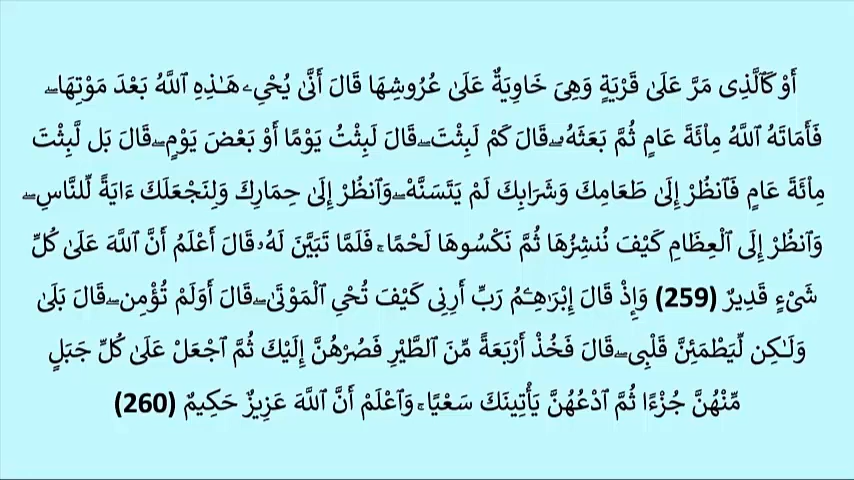 أَوْ كَٱلَّذِى مَرَّ عَلَىٰ قَرْيَةٍ وَهِىَ خَاوِيَةٌ عَلَىٰ عُرُوشِهَا قَالَ أَنَّىٰ يُحْىِۦ هَـٰذِهِ ٱللَّهُ بَعْدَ مَوْتِهَاۖ
فَأَمَاتَهُ ٱللَّهُ مِا۟ئَةَ عَامٍ ثُمَّ بَعَثَهُۥۖ قَالَ كَمْ لَبِثْتَۖ قَالَ لَبِثْتُ يَوْمًا أَوْ بَعْضَ يَوْمٍۖ قَالَ بَل لَّبِثْتَ
مِا۟ئَةَ عَامٍ فَٱنظُرْ إِلَىٰ طَعَامِكَ وَشَرَابِكَ لَمْ يَتَسَنَّهْۖ وَٱنظُرْ إِلَىٰ حِمَارِكَ وَلِنَجْعَلَكَ ءَايَةً لِّلنَّاسِۖ
وَٱنظُرْ إِلَى ٱلْعِظَامِ كَيْفَ نُنشِزُهَا ثُمَّ نَكْسُوهَا لَحْمًاۚ فَلَمَّا تَبَيَّنَ لَهُۥ قَالَ أَعْلَمُ أَنَّ ٱللَّهَ عَلَىٰ كُلِّ
شَىْءٍ قَدِيرٌ (259) وَإِذْ قَالَ إِبْرَٰهِـۧمُ رَبِّ أَرِنِى كَيْفَ تُحْىِ ٱلْمَوْتَىٰۖ قَالَ أَوَلَمْ تُؤْمِنۖ قَالَ بَلَىٰ
وَلَـٰكِن لِّيَطْمَئِنَّ قَلْبِىۖ قَالَ فَخُذْ أَرْبَعَةً مِّنَ ٱلطَّيْرِ فَصُرْهُنَّ إِلَيْكَ ثُمَّ ٱجْعَلْ عَلَىٰ كُلِّ جَبَلٍ
مِّنْهُنَّ جُزْءًا ثُمَّ ٱدْعُهُنَّ يَأْتِينَكَ سَعْيًاۚ وَٱعْلَمْ أَنَّ ٱللَّهَ عَزِيزٌ حَكِيمٌ (260)